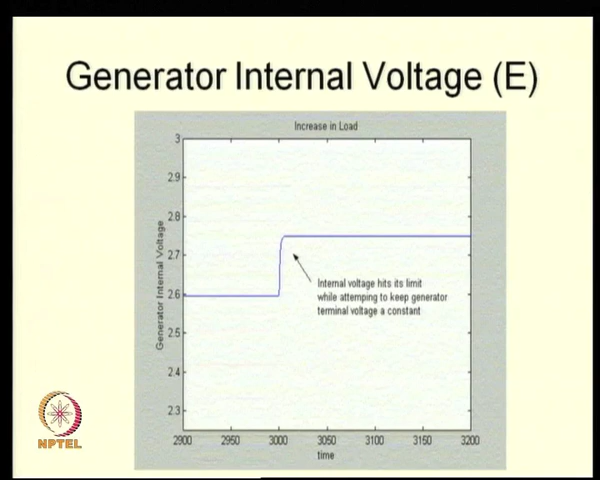 Generator Internal Voltage (E)
Increase in Load
3
2.9
2.8
2.7
2.6
2.5
2.4
2.3
Generator Internal Voltage
Internal voltage hits its limit
while attemping to keep generator
terminal voltage a constant
2900
2950
3000
3050
3100
3150
3200
time
NPTEL